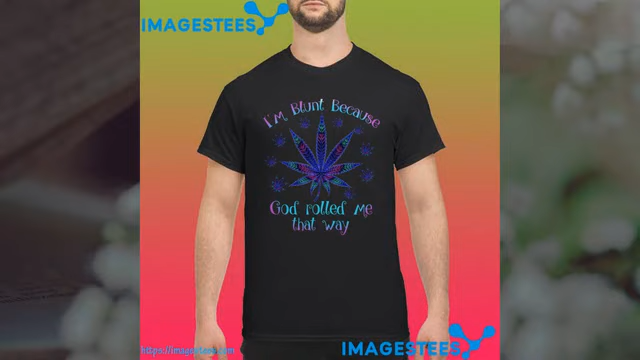 IMAGESTEES
I'm Blunt Because
God rolled me
that way
https://imagestees.com
IMAGESTEES